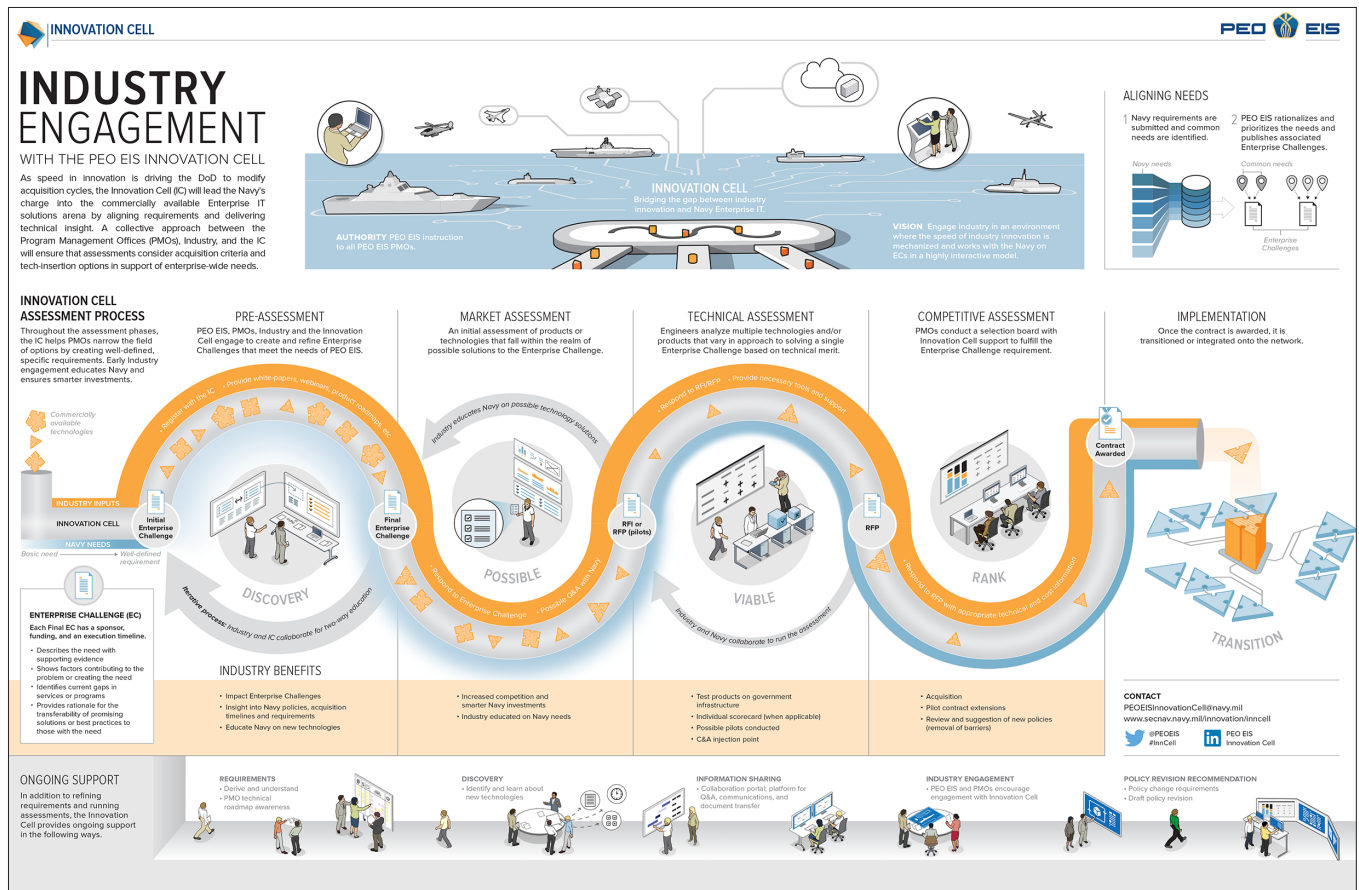 INNOVATION CELL
PEO EIS
INDUSTRY
ENGAGEMENT
WITH THE PEO EIS INNOVATION CELL
As speed in innovation is driving the DoD to modify
acquisition cycles, the Innovation Cell (IC) will lead the Navy's
charge into the commercially available Enterprise IT
solutions arena by aligning requirements and delivering
technical insight. A collective approach between the
Program Management Offices (PMOs), Industry, and the IC
will ensure that assessments consider acquisition criteria and
tech-insertion options in support of enterprise-wide needs.
INNOVATION CELL
Bridging the gap between industry
innovation and Navy Enterprise IT.
AUTHORITY PEO EIS instruction
to all PEO EIS PMOs.
VISION Engage industry in an environment
where the speed of industry innovation is
mechanized and works with the Navy on
ECs in a highly interactive model.
ALIGNING NEEDS
1 Navy requirements are
submitted and common
needs are identified.
2 PEO EIS rationalizes and
prioritizes the needs and
publishes associated
Enterprise Challenges.
Navy needs
Common needs
Enterprise
Challenges
INNOVATION CELL
ASSESSMENT PROCESS
Throughout the assessment phases,
the IC helps PMOs narrow the field
of options by creating well-defined,
specific requirements. Early Industry
engagement educates Navy and
ensures smarter investments.
PRE-ASSESSMENT
PEO EIS, PMOs, Industry and the Innovation
Cell engage to create and refine Enterprise
Challenges that meet the needs of PEO EIS.
MARKET ASSESSMENT
An initial assessment of products or
technologies that fall within the realm of
possible solutions to the Enterprise Challenge.
TECHNICAL ASSESSMENT
Engineers analyze multiple technologies and/or
products that vary in approach to solving a single
Enterprise Challenge based on technical merit.
COMPETITIVE ASSESSMENT
PMOs conduct a selection board with
Innovation Cell support to fulfill the
Enterprise Challenge requirement.
IMPLEMENTATION
Once the contract is awarded, it is
transitioned or integrated onto the network.
Commercially
available
technologies
INDUSTRY INPUTS
INNOVATION CELL
NAVY NEEDS
Basic need
Well-defined
requirement
• Register with the IC • Provide white-papers, webinars, product roadmaps, etc.
Initial
Enterprise
Challenge
DISCOVERY
Iterative process: Industry and IC collaborate for two-way education
Final
Enterprise
Challenge
Industry educates Navy on possible technology solutions
POSSIBLE
• Respond to Enterprise Challenge • Possible Q&A with Navy
RFI or
RFP (pilots)
• Respond to RFI/RFP • Provide necessary tools and support
VIABLE
Industry and Navy collaborate to run the assessment
RFP
RANK
• Respond to RFP with appropriate technical and cost information
Contract
Awarded
TRANSITION
ENTERPRISE CHALLENGE (EC)
Each Final EC has a sponsor,
funding, and an execution timeline.
• Describes the need with
supporting evidence
• Shows factors contributing to the
problem or creating the need
• Identifies current gaps in
services or programs
• Provides rationale for the
transferability of promising
solutions or best practices to
those with the need
INDUSTRY BENEFITS
• Impact Enterprise Challenges
• Insight into Navy policies, acquisition
timelines and requirements
• Educate Navy on new technologies
• Increased competition and
smarter Navy investments
• Industry educated on Navy needs
• Test products on government
infrastructure
• Individual scorecard (when applicable)
• Possible pilots conducted
• C&A injection point
• Acquisition
• Pilot contract extensions
• Review and suggestion of new policies
(removal of barriers)
CONTACT
PEOEISInnovationCell@navy.mil
www.secnav.navy.mil/innovation/inncell
@PEOEIS
#InnCell
in
PEO EIS
Innovation Cell
ONGOING SUPPORT
In addition to refining
requirements and running
assessments, the Innovation
Cell provides ongoing support
in the following ways.
REQUIREMENTS
• Derive and understand
• PMO technical
roadmap awareness
DISCOVERY
• Identify and learn about
new technologies
INFORMATION SHARING
• Collaboration portal; platform for
Q&A, communications, and
document transfer
INDUSTRY ENGAGEMENT
• PEO EIS and PMOs encourage
engagement with Innovation Cell
POLICY REVISION RECOMMENDATION
• Policy change requirements
• Draft policy revision